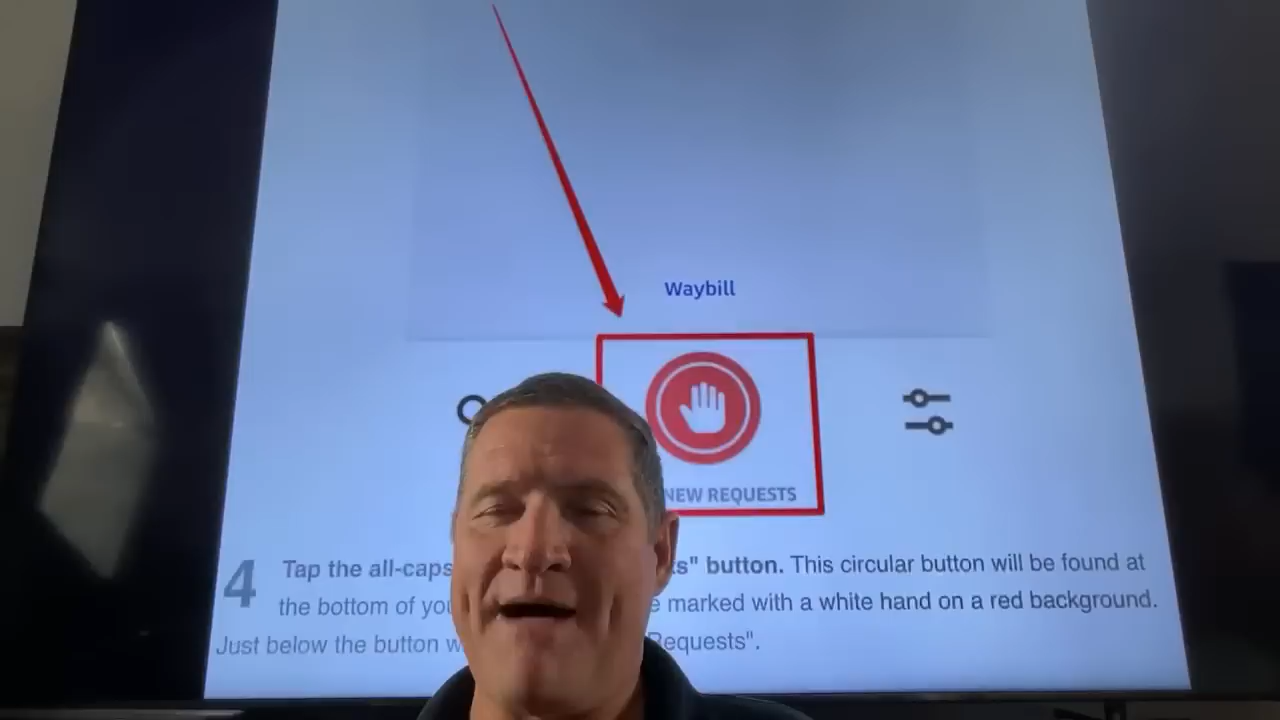 Waybill
NEW REQUESTS
4 Tap the all-caps s" button. This circular button will be found at
the bottom of you marked with a white hand on a red background.
Just below the button w Requests".